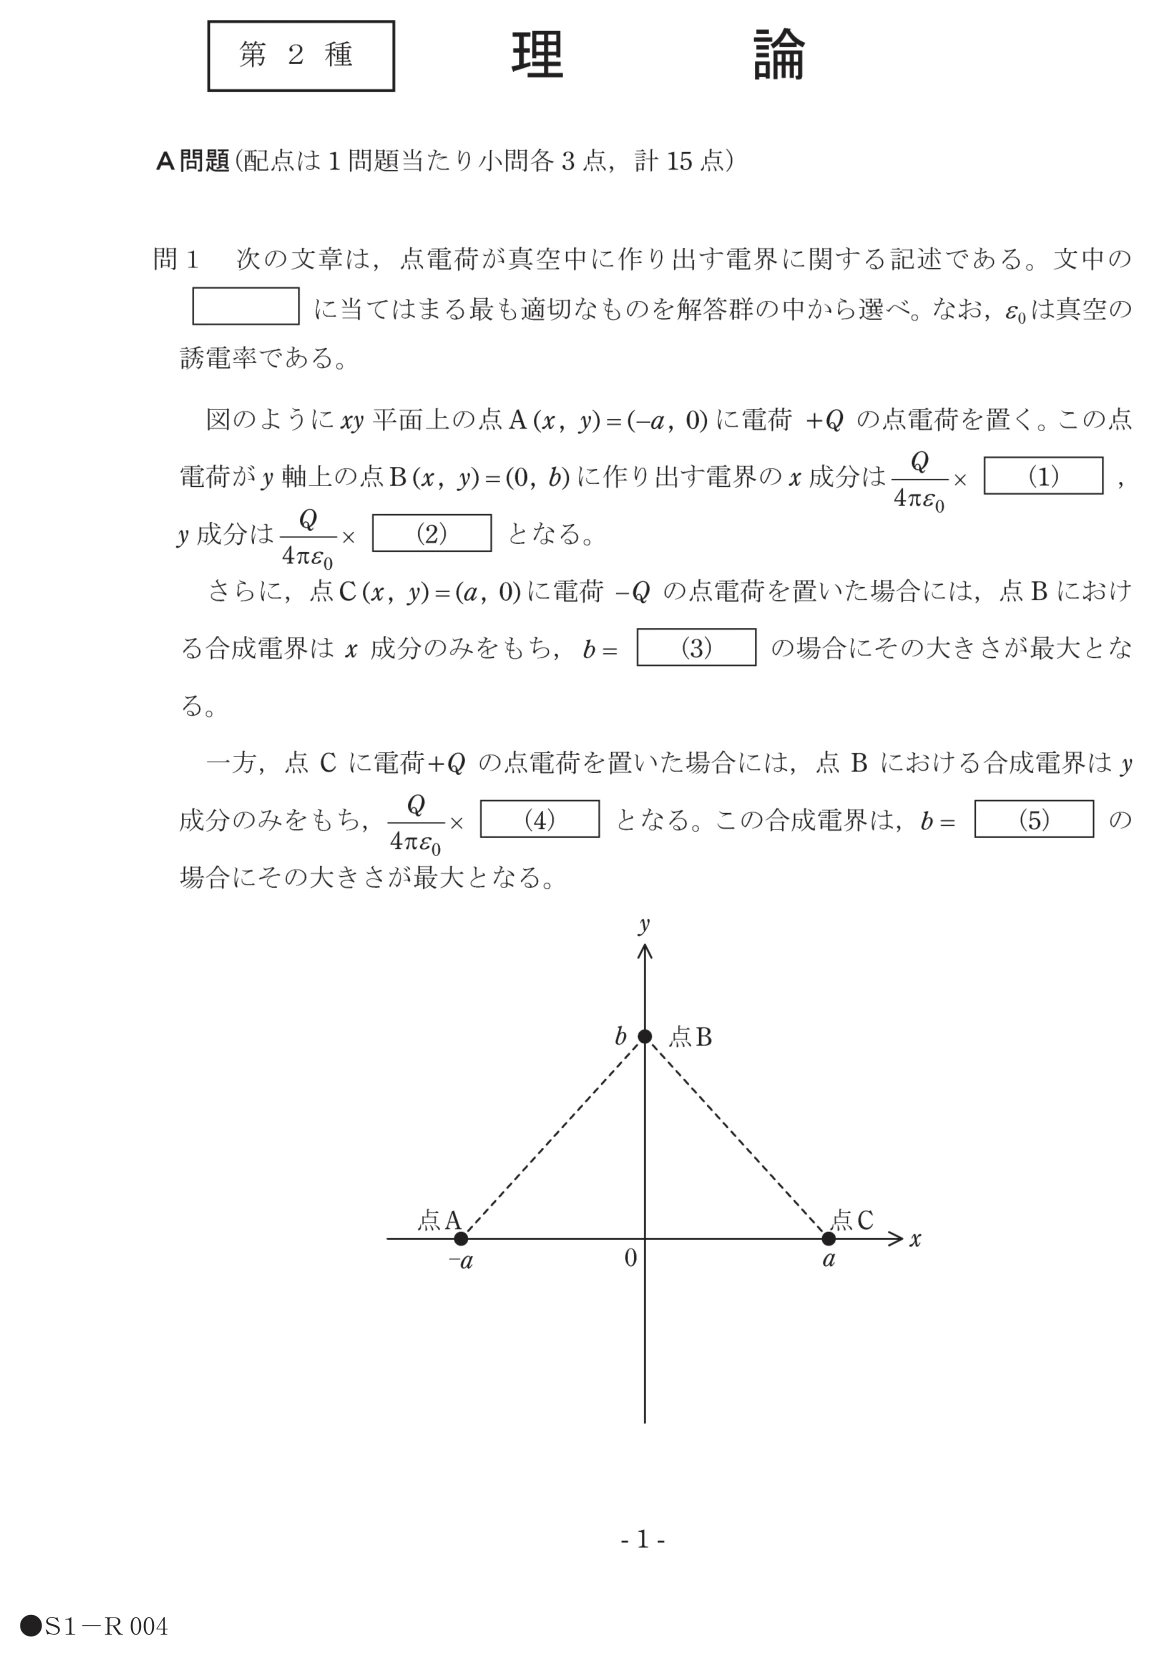 第 2 種 理 論
A問題(配点は1問題当たり小問各3点，計15点)
問1 次の文章は，点電荷が真空中に作り出す電界に関する記述である。文中の
に当てはまる最も適切なものを解答群の中から選べ。なお，ε₀は真空の
誘電率である。
図のようにxy平面上の点A(x, y)=(−a, 0)に電荷 +Q の点電荷を置く。この点
電荷がy軸上の点B(x, y)=(0, b)に作り出す電界のx成分は Q/4πε₀ × (1) ，
y成分は Q/4πε₀ × (2) となる。
さらに，点C(x, y)=(a, 0)に電荷 −Q の点電荷を置いた場合には，点Bにおけ
る合成電界は x 成分のみをもち，b= (3) の場合にその大きさが最大とな
る。
一方，点 C に電荷+Q の点電荷を置いた場合には，点 B における合成電界は y
成分のみをもち， Q/4πε₀ × (4) となる。この合成電界は，b= (5) の
場合にその大きさが最大となる。
y
b 点B
点A 点C
x
−a 0 a
- 1 -
●S1－R004